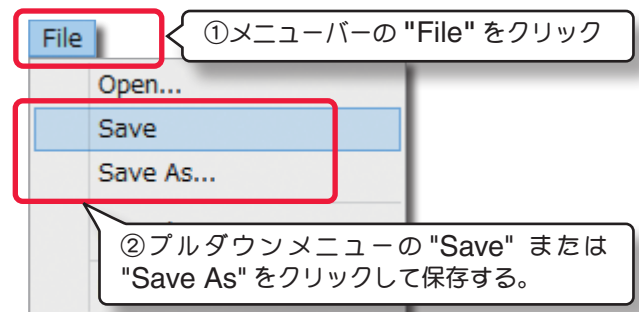 File
①メニューバーの "File" をクリック
Open...
Save
Save As...
②プルダウンメニューの "Save" または
"Save As" をクリックして保存する。